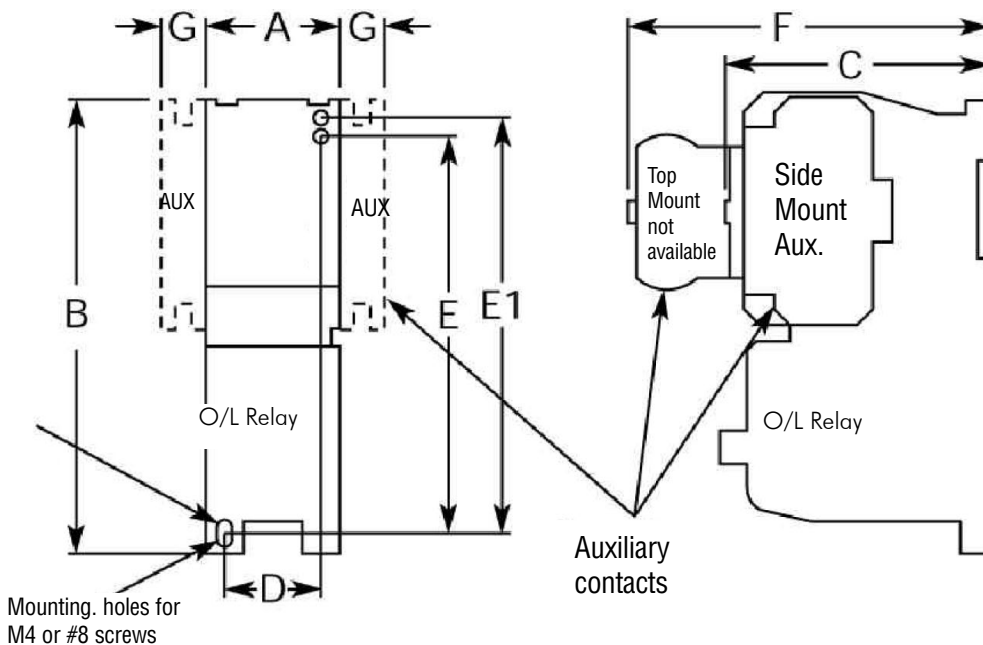 G
A
G
F
C
AUX
AUX
Top
Mount
not
available
Side
Mount
Aux.
B
E
E1
O/L Relay
O/L Relay
D
Auxiliary
contacts
Mounting. holes for
M4 or #8 screws